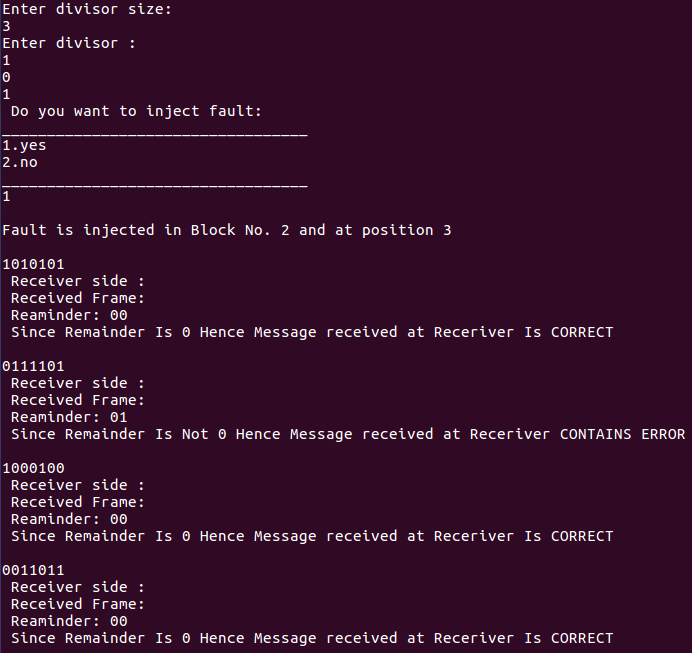 Enter divisor size:
3
Enter divisor :
1
0
1
Do you want to inject fault:
__________________________________
1.yes
2.no
__________________________________
1
Fault is injected in Block No. 2 and at position 3
1010101
Receiver side :
Received Frame:
Reaminder: 00
Since Remainder Is 0 Hence Message received at Receriver Is CORRECT
0111101
Receiver side :
Received Frame:
Reaminder: 01
Since Remainder Is Not 0 Hence Message received at Receriver CONTAINS ERROR
1000100
Receiver side :
Received Frame:
Reaminder: 00
Since Remainder Is 0 Hence Message received at Receriver Is CORRECT
0011011
Receiver side :
Received Frame:
Reaminder: 00
Since Remainder Is 0 Hence Message received at Receriver Is CORRECT